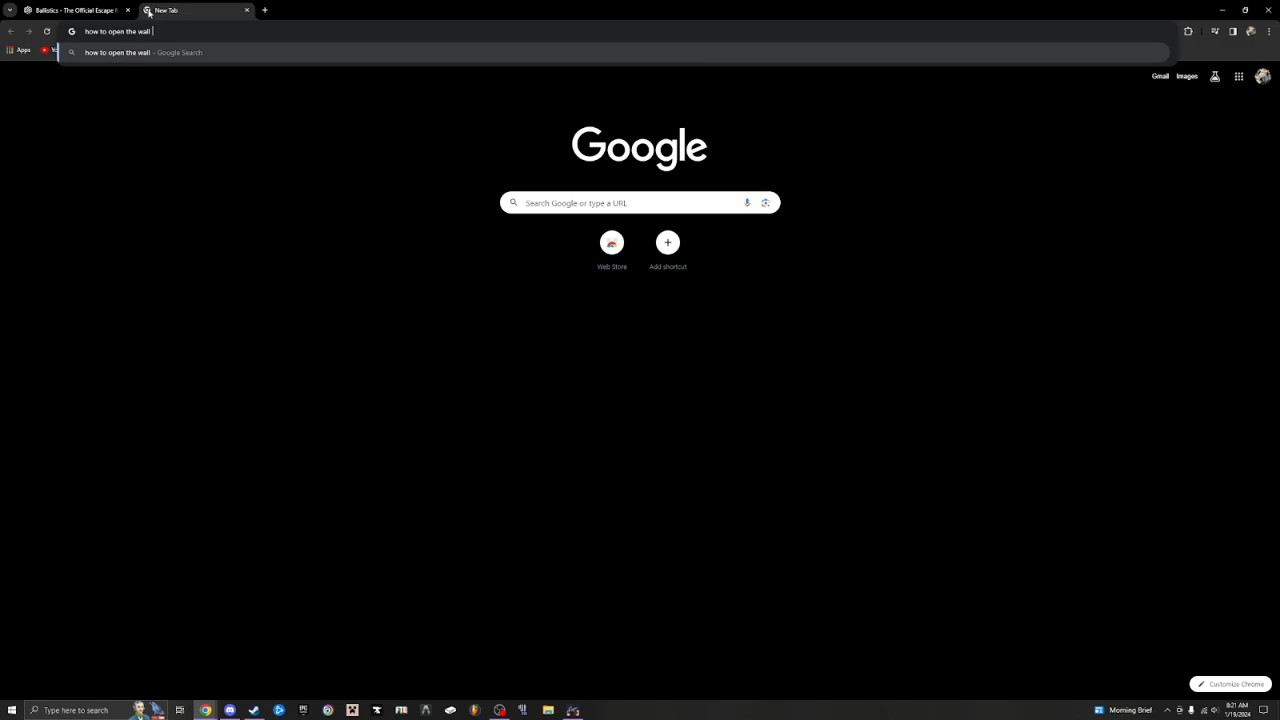 Ballistics - The Official Escape f
New Tab
how to open the wall
Apps
Yo
how to open the wall - Google Search
Gmail
Images
Google
Search Google or type a URL
Web Store
Add shortcut
Customize Chrome
Type here to search
Morning Brief
8:21 AM
1/19/2024